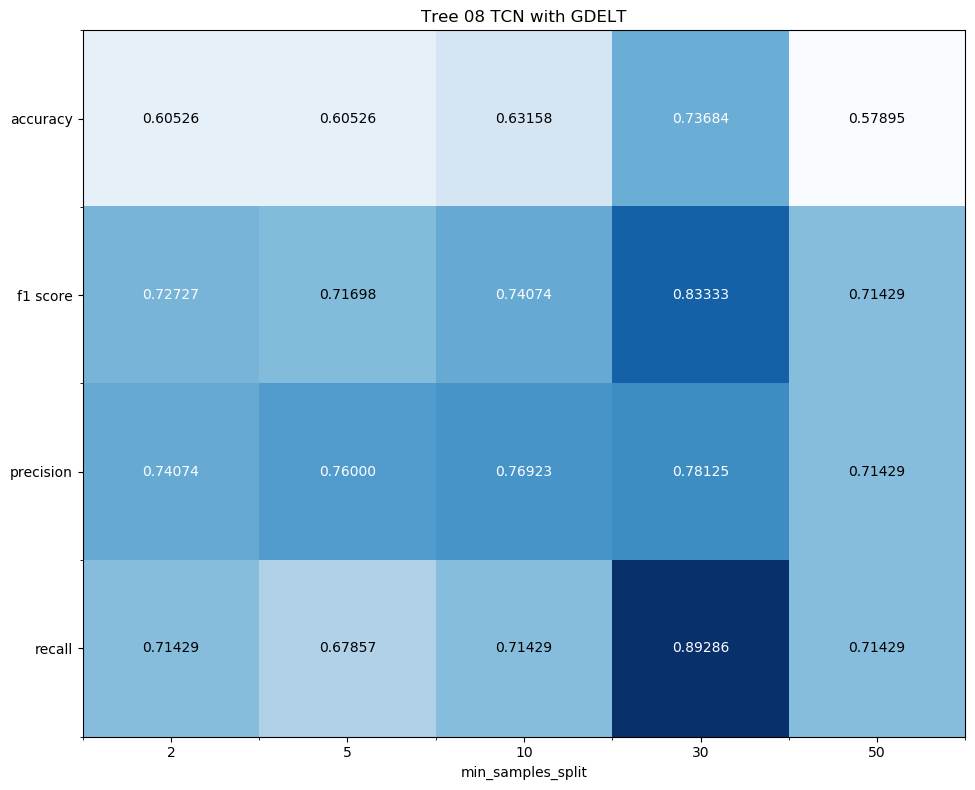 Tree 08 TCN with GDELT
accuracy 0.60526 0.60526 0.63158 0.73684 0.57895
f1 score 0.72727 0.71698 0.74074 0.83333 0.71429
precision 0.74074 0.76000 0.76923 0.78125 0.71429
recall 0.71429 0.67857 0.71429 0.89286 0.71429
2 5 10 30 50
min_samples_split